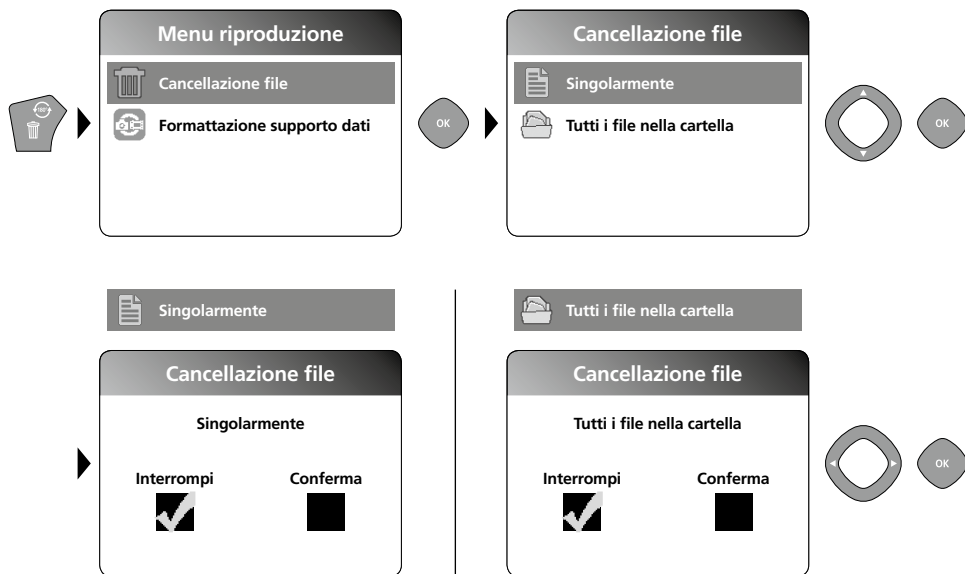 Menu riproduzione
Cancellazione file
Formattazione supporto dati
180°
OK
Cancellazione file
Singolarmente
Tutti i file nella cartella
OK
Singolarmente
Cancellazione file
Singolarmente
Interrompi Conferma
Tutti i file nella cartella
Cancellazione file
Tutti i file nella cartella
Interrompi Conferma
OK